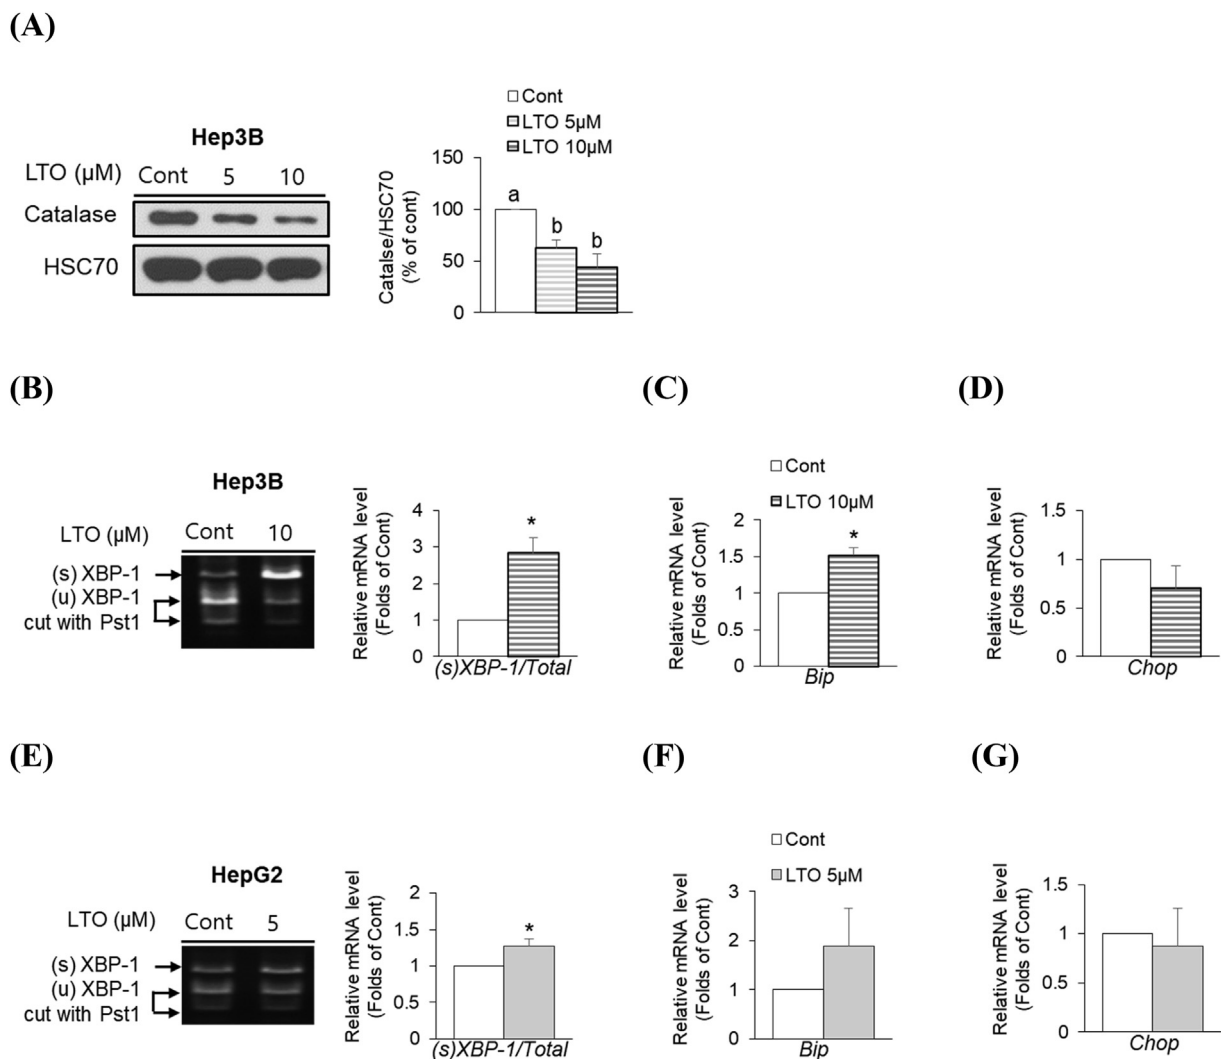 (A)
Hep3B
LTO (µM) Cont 5 10
Catalase
HSC70
Cont
LTO 5µM
LTO 10µM
Catalse/HSC70
(% of cont)
150
100
50
0
a
b
b
(B)
Hep3B
LTO (µM) Cont 10
(s) XBP-1
(u) XBP-1
cut with Pst1
Relative mRNA level
(Folds of Cont)
4
3
2
1
0
*
(s)XBP-1/Total
(C)
Cont
LTO 10µM
Relative mRNA level
(Folds of Cont)
2
1.5
1
0.5
0
*
Bip
(D)
Relative mRNA level
(Folds of Cont)
1.5
1
0.5
0
Chop
(E)
HepG2
LTO (µM) Cont 5
(s) XBP-1
(u) XBP-1
cut with Pst1
Relative mRNA level
(Folds of Cont)
2
1.5
1
0.5
0
*
(s)XBP-1/Total
(F)
Cont
LTO 5µM
Relative mRNA level
(Folds of Cont)
3
2
1
0
Bip
(G)
Relative mRNA level
(Folds of Cont)
1.5
1
0.5
0
Chop